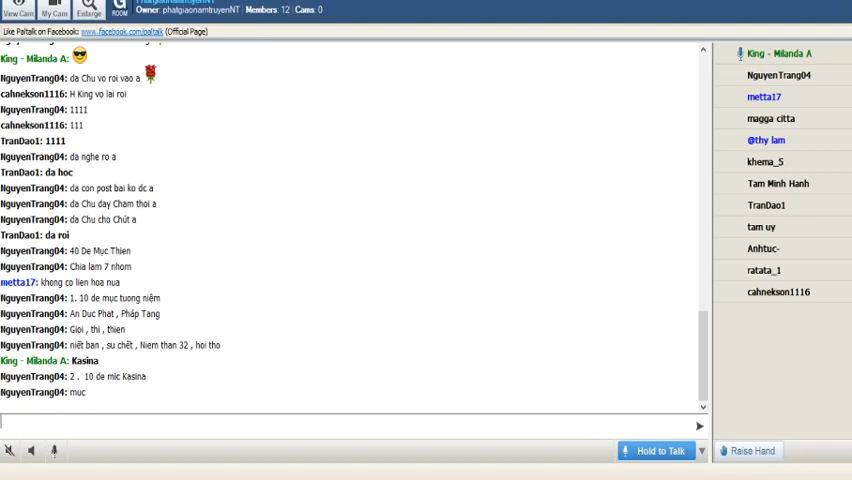 View Cam
My Cam
Enlarge
G
ROOM
PhatgiaonamtruyenNT
Owner: phatgiaonamtruyenNT | Members: 12 | Cams: 0
Like Paltalk on Facebook: www.facebook.com/paltalk (Official Page)
King - Milanda A:
NguyenTrang04: da Chu vo roi vao a
cahnekson1116: H King vo lai roi
NguyenTrang04: 1111
cahnekson1116: 111
TranDao1: 1111
NguyenTrang04: da nghe ro a
TranDao1: da hoc
NguyenTrang04: da con post bai ko dc a
NguyenTrang04: da Chu day Cham thoi a
NguyenTrang04: da Chu cho Chút a
TranDao1: da roi
NguyenTrang04: 40 De Mục Thien
NguyenTrang04: Chia lam 7 nhom
metta17: khong co lien hoa nua
NguyenTrang04: 1. 10 de mục tuong niệm
NguyenTrang04: An Duc Phat , Pháp Tang
NguyenTrang04: Gioi , thi , thien
NguyenTrang04: niết ban , su chết , Niem than 32 , hoi tho
King - Milanda A: Kasina
NguyenTrang04: 2 . 10 de mic Kasina
NguyenTrang04: muc
King - Milanda A
NguyenTrang04
metta17
magga citta
@thy lam
khema_5
Tam Minh Hanh
TranDao1
tam uy
Anhtuc-
ratata_1
cahnekson1116
Hold to Talk
Raise Hand